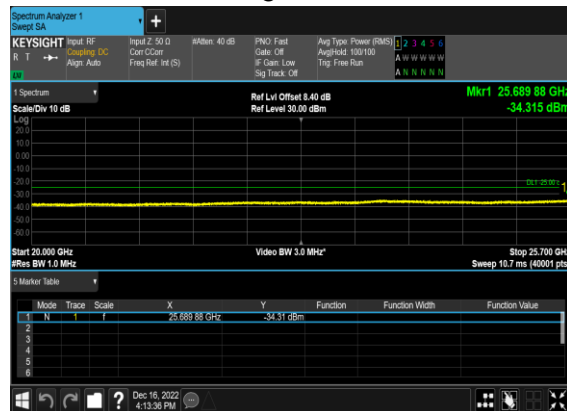 Spectrum Analyzer 1
Swept SA
+
KEYSIGHT Input: RF Input Z: 50 Ω #Atten: 40 dB PNO: Fast Avg Type: Power (RMS) 1 2 3 4 5 6
R T Coupling: DC Corr CCorr Gate: Off Avg|Hold: 100/100 A W W W W W
Align: Auto Freq Ref: Int (S) IF Gain: Low Trig: Free Run
Sig Track: Off A N N N N N
LW
1 Spectrum Ref Lvl Offset 8.40 dB Mkr1 25.689 88 GHz
Scale/Div 10 dB Ref Level 30.00 dBm -34.315 dBm
Log
20.0
10.0
0.00
-10.0
-20.0
DL1 -25.00
1
-30.0
-40.0
-50.0
-60.0
Start 20.000 GHz Video BW 3.0 MHz* Stop 25.700 GH
#Res BW 1.0 MHz Sweep 10.7 ms (40001 pts
5 Marker Table
Mode Trace Scale X Y Function Function Width Function Value
1 N 1 f 25.689 88 GHz -34.31 dBm
2
3
4
5
6
? Dec 16, 2022
4:13:36 PM